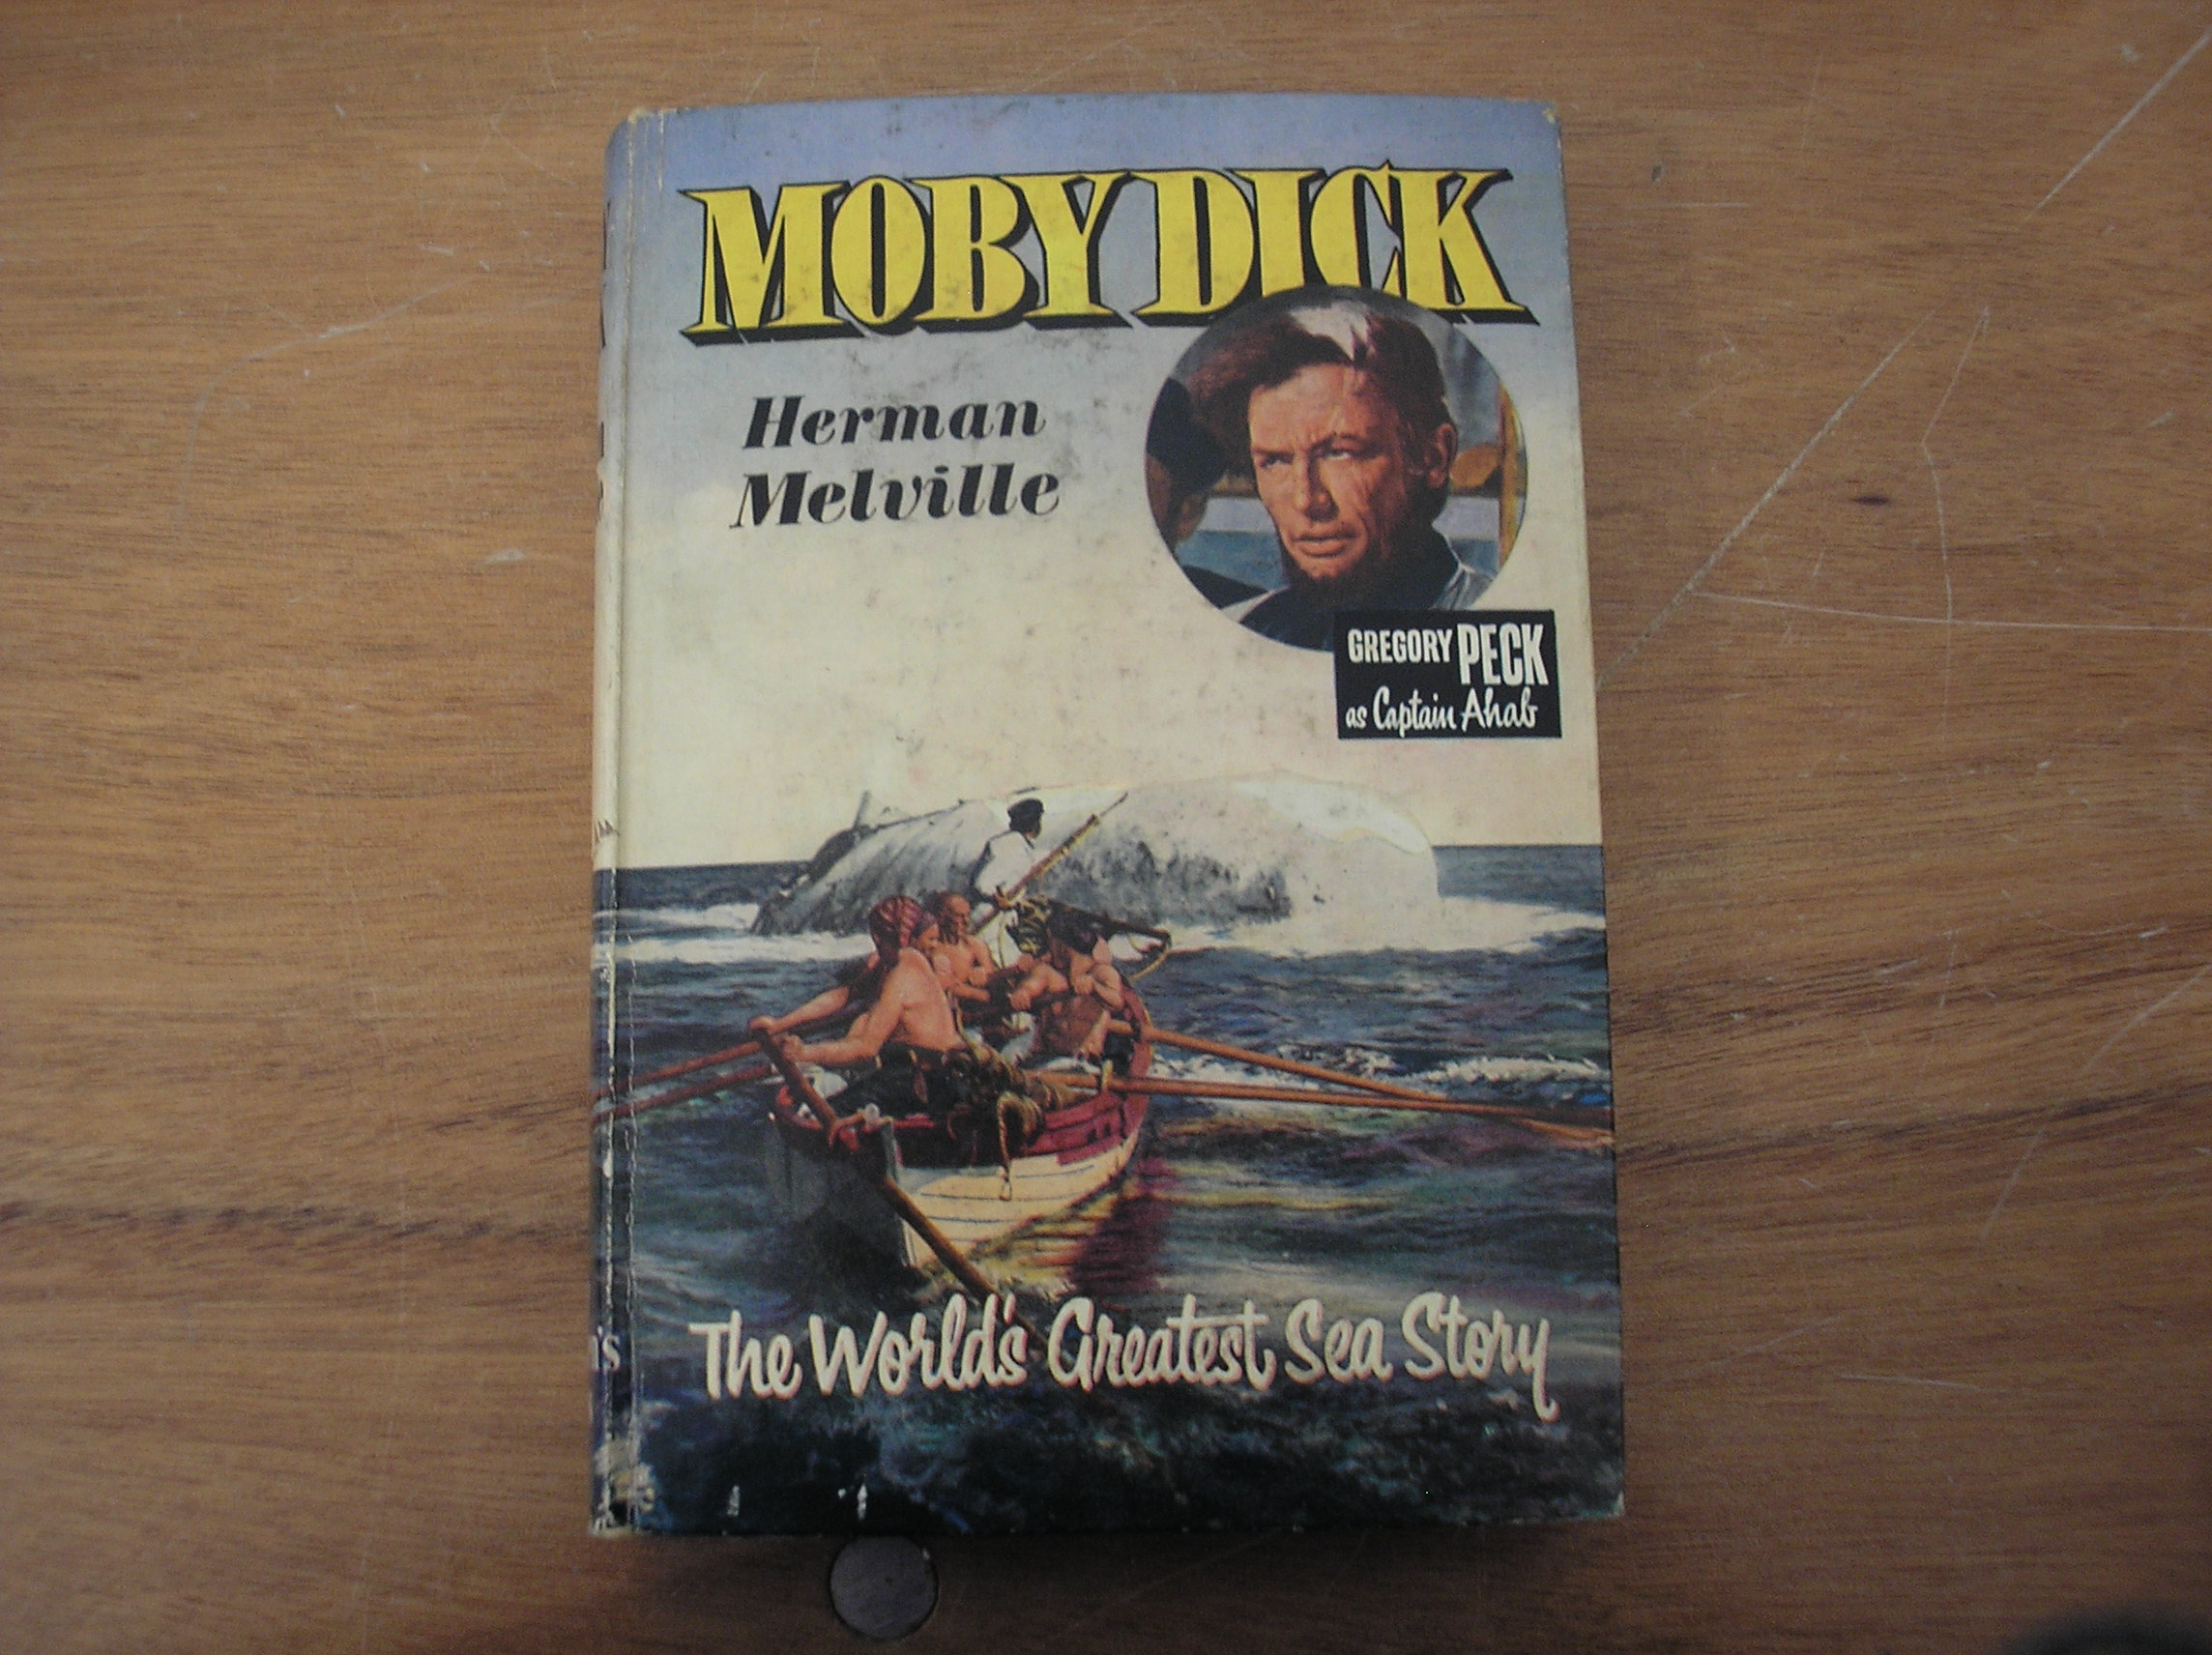 MOBY DICK
Herman
Melville
GREGORY PECK
as Captain Ahab
The World's Greatest Sea Story